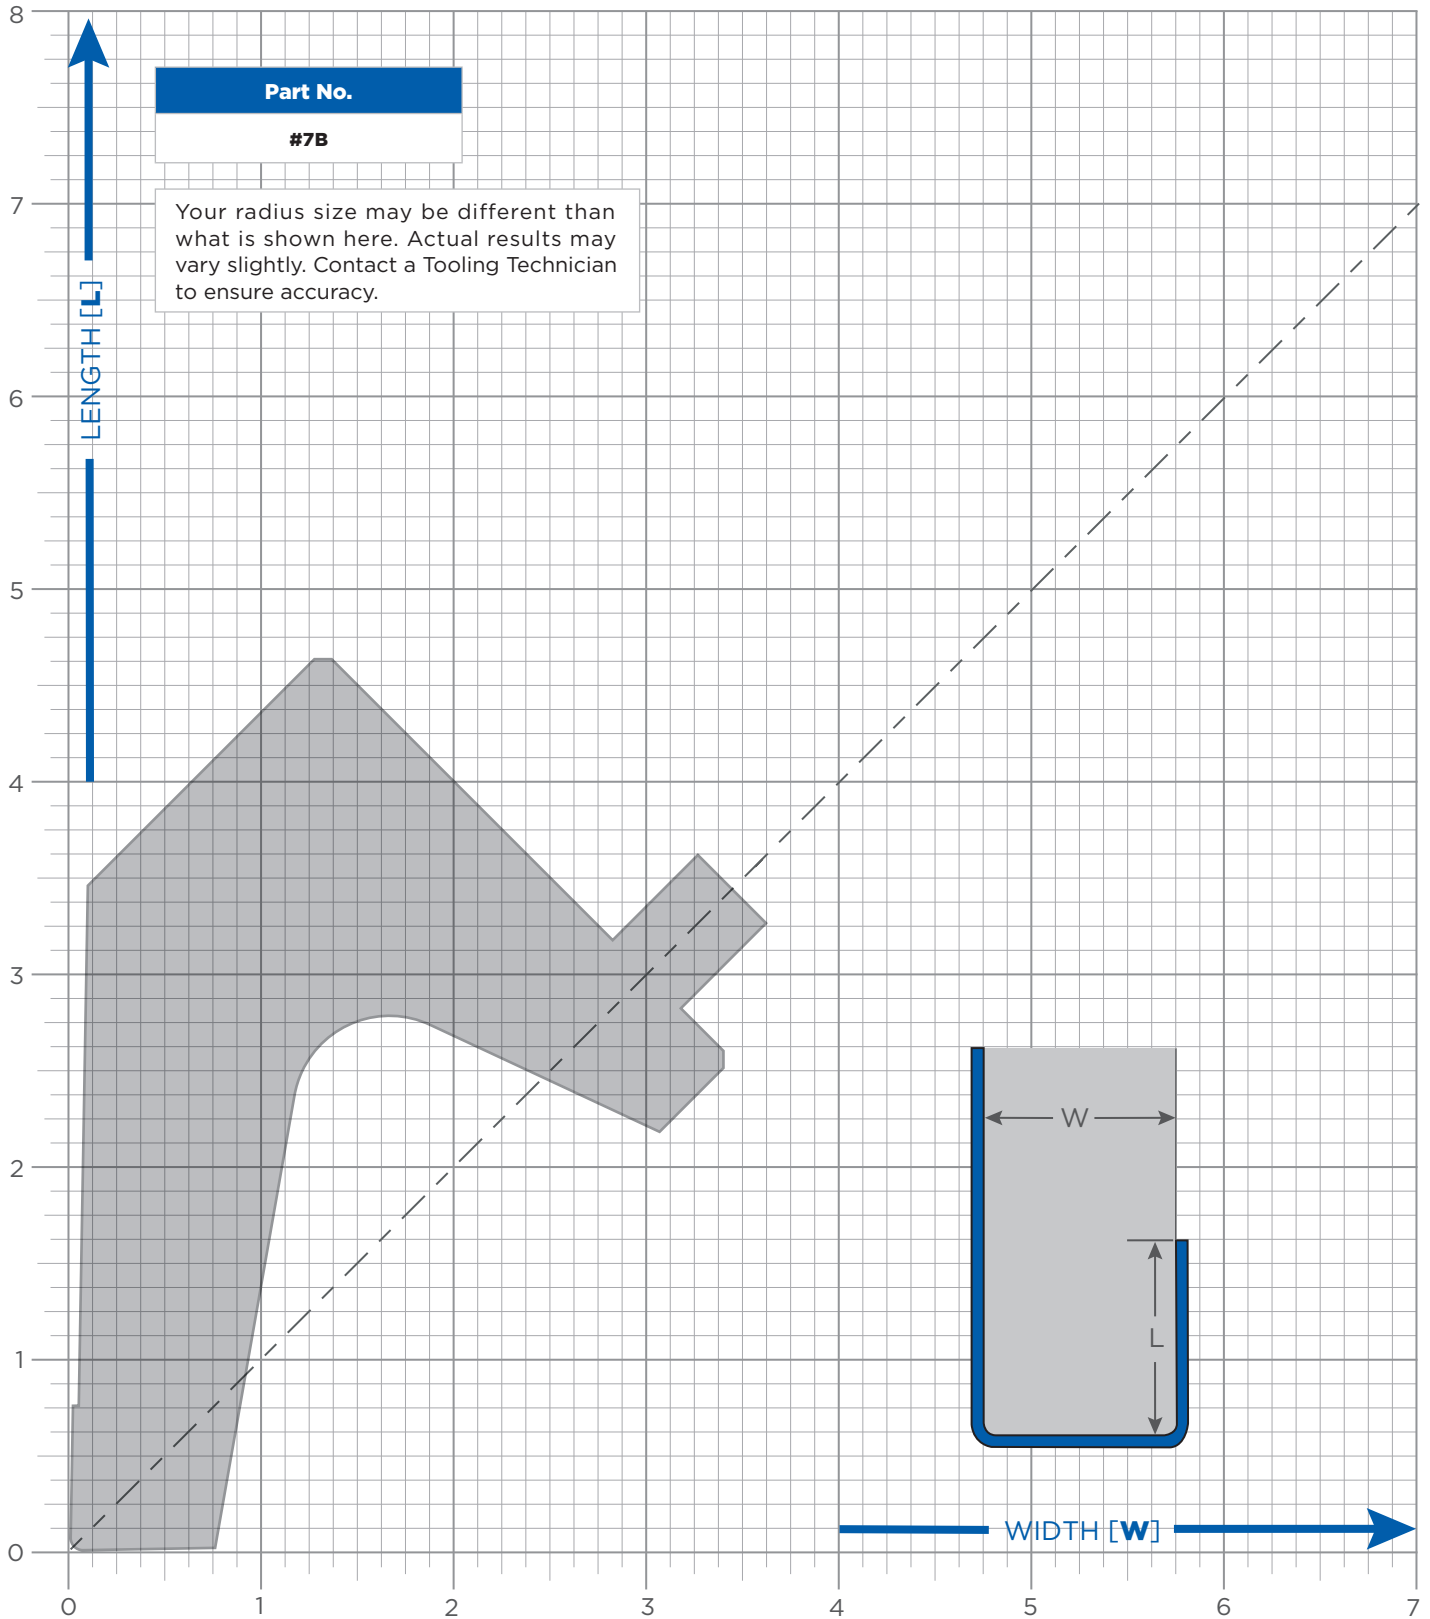 8
Part No.
#7B
7
Your radius size may be different than
what is shown here. Actual results may
vary slightly. Contact a Tooling Technician
to ensure accuracy.
LENGTH [L]
6
5
4
3
W
2
L
1
WIDTH [W]
0
0 1 2 3 4 5 6 7